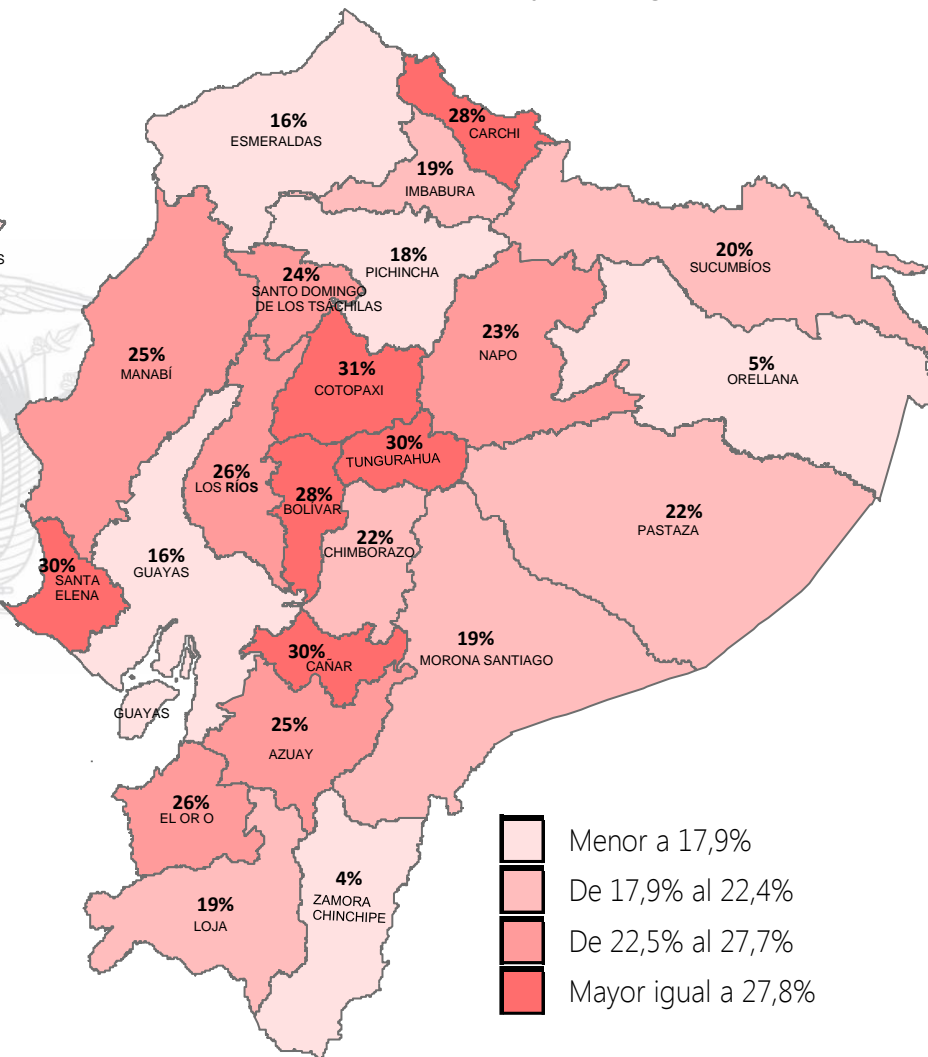 16%
ESMERALDAS
28%
CARCHI
19%
IMBABURA
S
20%
SUCUMBÍOS
18%
PICHINCHA
24%
SANTO DOMINGO
DE LOS TSÁCHILAS
23%
NAPO
25%
MANABÍ
31%
COTOPAXI
5%
ORELLANA
30%
TUNGURAHUA
26%
LOS RÍOS
28%
BOLÍVAR
22%
PASTAZA
22%
CHIMBORAZO
16%
GUAYAS
30%
SANTA
ELENA
19%
MORONA SANTIAGO
30%
CAÑAR
GUAYAS
25%
AZUAY
26%
EL OR O
4%
ZAMORA
CHINCHIPE
19%
LOJA
Menor a 17,9%
De 17,9% al 22,4%
De 22,5% al 27,7%
Mayor igual a 27,8%